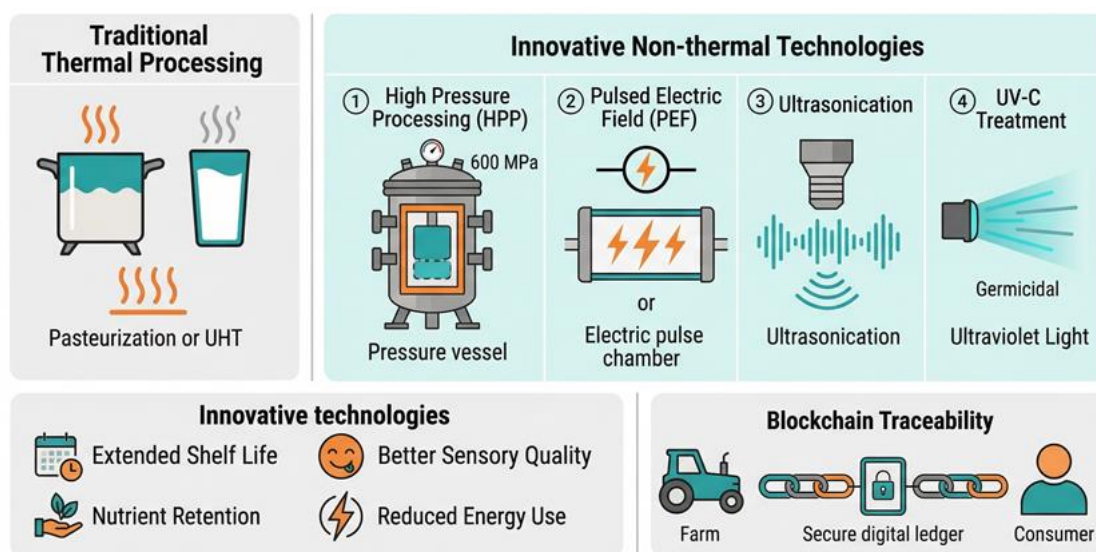 Traditional
Thermal Processing
Pasteurization or UHT
Innovative Non-thermal Technologies
1 High Pressure
Processing (HPP)
600 MPa
Pressure vessel
2 Pulsed Electric
Field (PEF)
or
Electric pulse
chamber
3 Ultrasonication
Ultrasonication
4 UV-C
Treatment
Germicidal
Ultraviolet Light
Innovative technologies
Extended Shelf Life
Better Sensory Quality
Nutrient Retention
Reduced Energy Use
Blockchain Traceability
Farm
Secure digital ledger
Consumer